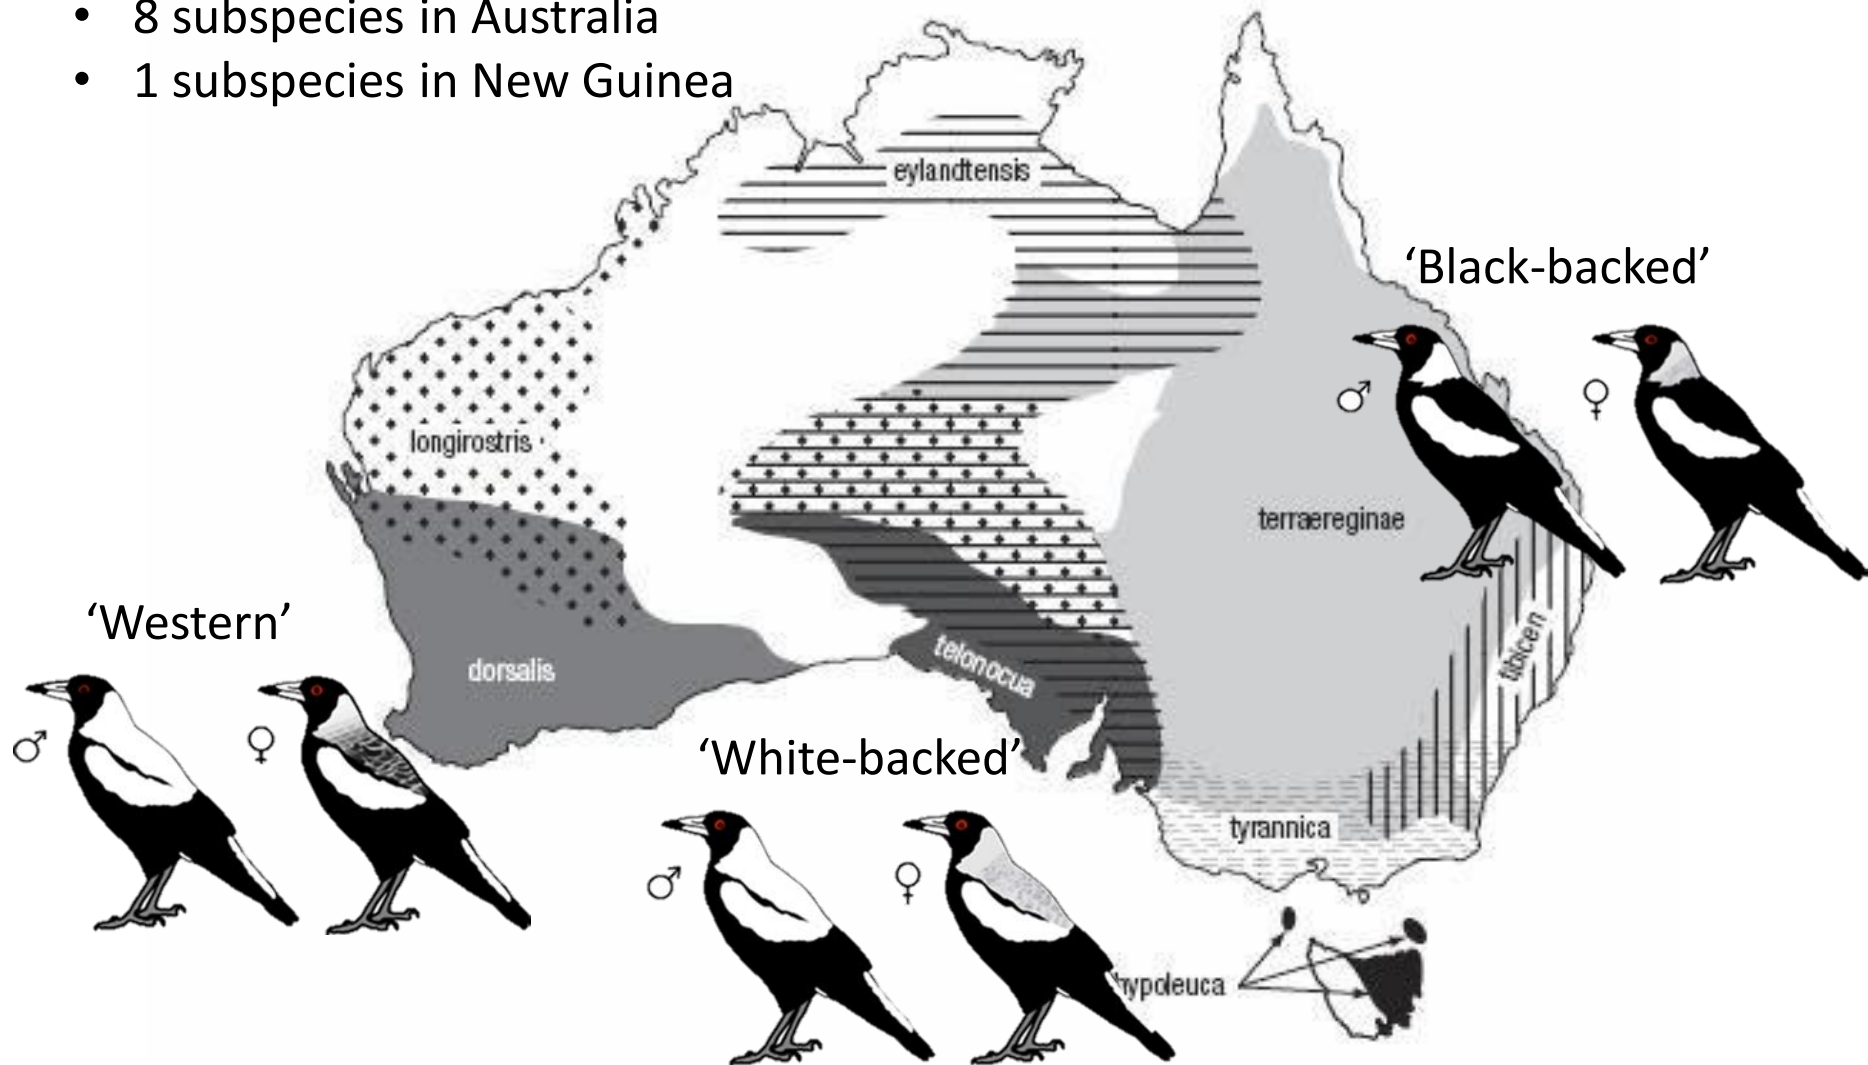 • 8 subspecies in Australia
• 1 subspecies in New Guinea
eylandtensis
‘Black-backed’
♂
♀
longirostris
terraereginae
‘Western’
tibicen
dorsalis
telonocua
♂
♀
‘White-backed’
tyrannica
♂
♀
hypoleuca